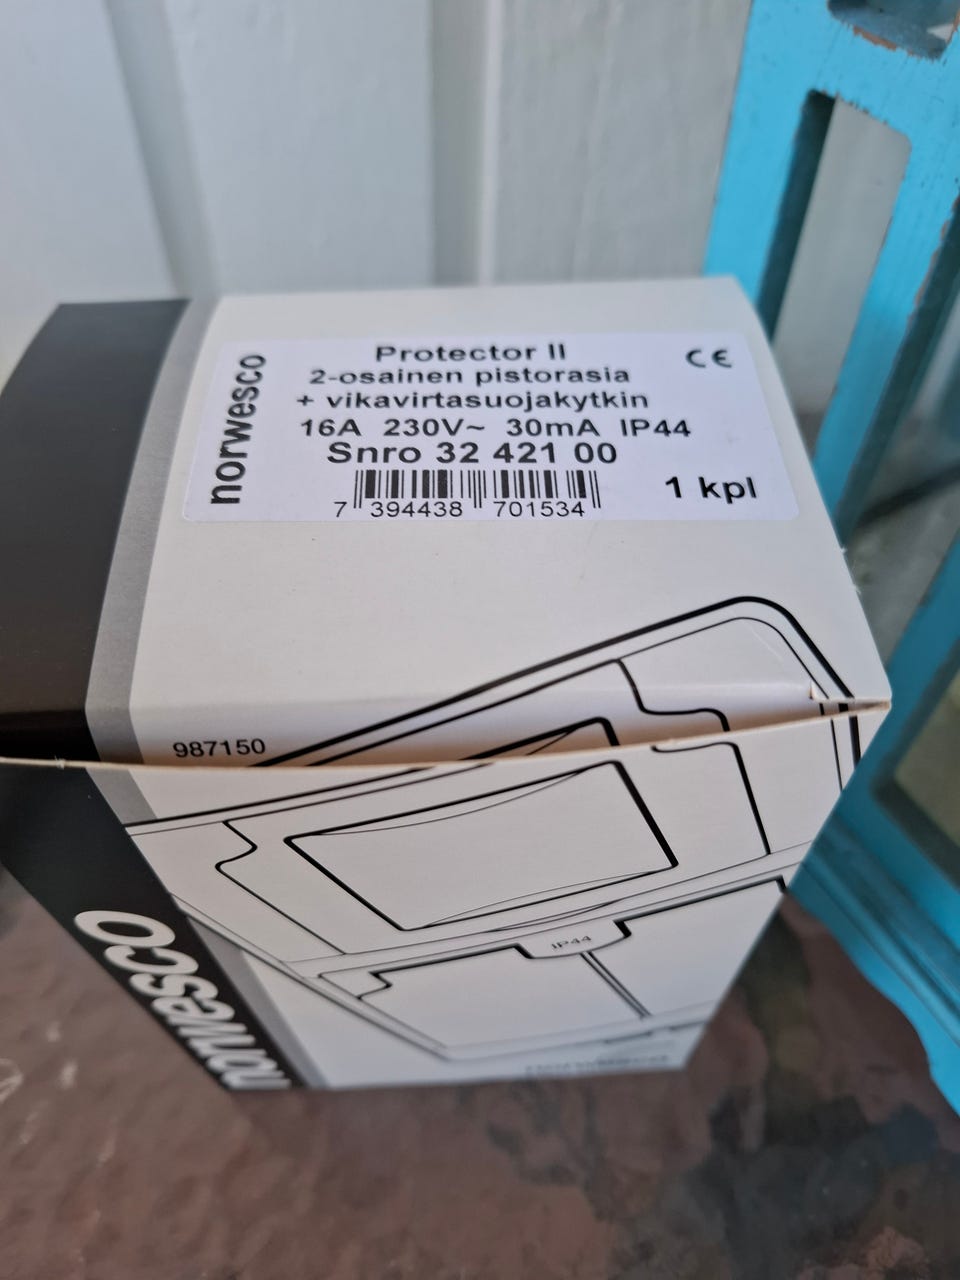 norwesco
Protector II
2-osainen pistorasia
+ vikavirtasuojakytkin
16A 230V~ 30mA IP44
Snro 32 421 00
1 kpl
7 394438 701534
CE
987150
IP44
norwesco